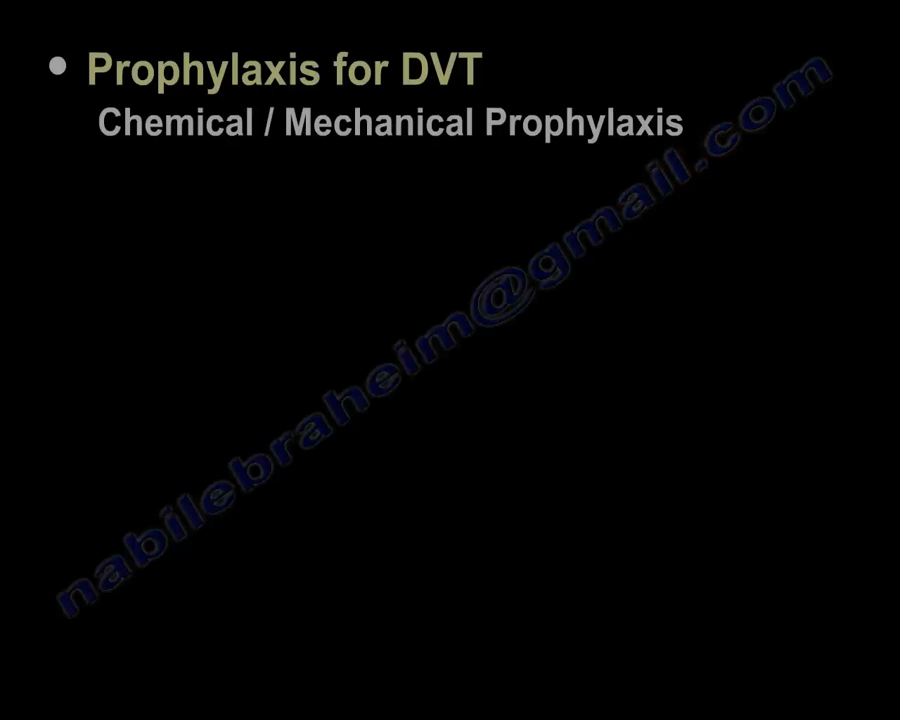 • Prophylaxis for DVT
Chemical / Mechanical Prophylaxis
nabilebraheim@gmail.com